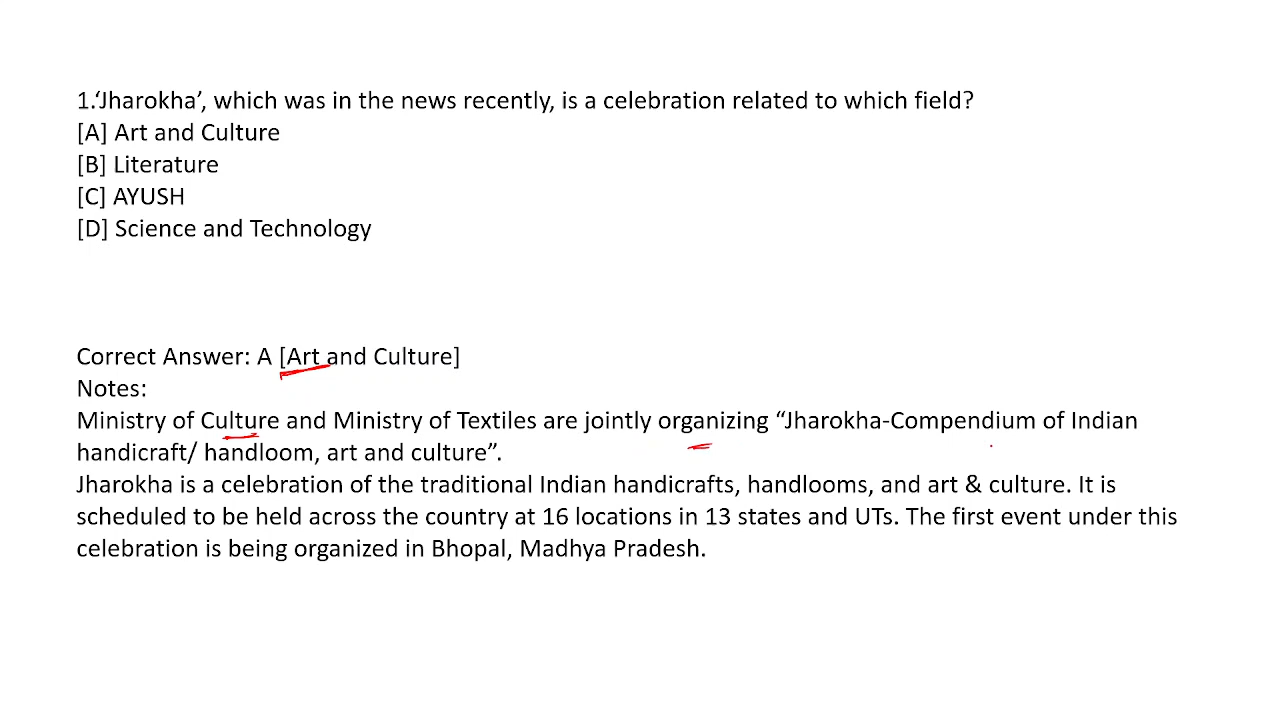 1.‘Jharokha’, which was in the news recently, is a celebration related to which field?
[A] Art and Culture
[B] Literature
[C] AYUSH
[D] Science and Technology
Correct Answer: A [Art and Culture]
Notes:
Ministry of Culture and Ministry of Textiles are jointly organizing “Jharokha-Compendium of Indian
handicraft/ handloom, art and culture”.
Jharokha is a celebration of the traditional Indian handicrafts, handlooms, and art & culture. It is
scheduled to be held across the country at 16 locations in 13 states and UTs. The first event under this
celebration is being organized in Bhopal, Madhya Pradesh.